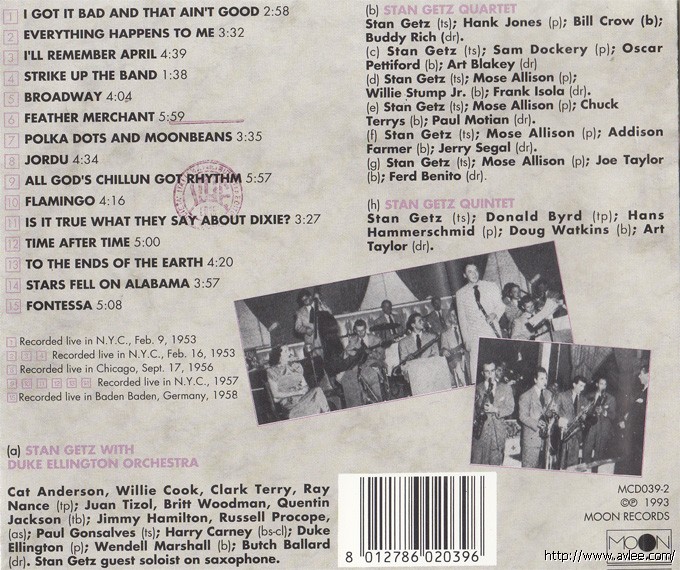 1 I GOT IT BAD AND THAT AIN'T GOOD 2:58
2 EVERYTHING HAPPENS TO ME 3:32
3 I'LL REMEMBER APRIL 4:39
4 STRIKE UP THE BAND 1:38
5 BROADWAY 4:04
6 FEATHER MERCHANT 5:59
7 POLKA DOTS AND MOONBEANS 3:35
8 JORDU 4:34
9 ALL GOD'S CHILLUN GOT RHYTHM 5:57
10 FLAMINGO 4:16
11 IS IT TRUE WHAT THEY SAY ABOUT DIXIE? 3:27
12 TIME AFTER TIME 5:00
13 TO THE ENDS OF THE EARTH 4:20
14 STARS FELL ON ALABAMA 3:57
15 FONTESSA 5:08
1 Recorded live in N.Y.C., Feb. 9, 1953
2 3 4 Recorded live in N.Y.C., Feb. 16, 1953
Recorded live in Chicago, Sept. 17, 1956
Recorded live in N.Y.C., 1957
Recorded live in Baden Baden, Germany, 1958
(a) STAN GETZ WITH
DUKE ELLINGTON ORCHESTRA
Cat Anderson, Willie Cook, Clark Terry, Ray
Nance (tp); Juan Tizol, Britt Woodman, Quentin
Jackson (tb); Jimmy Hamilton, Russell Procope,
(as); Paul Gonsalves (ts); Harry Carney (bs-cl); Duke
Ellington (p); Wendell Marshall (b); Butch Ballard
(dr). Stan Getz guest soloist on saxophone.
(b) STAN GETZ QUARTET
Stan Getz (ts); Hank Jones (p); Bill Crow (b);
Buddy Rich (dr).
(c) Stan Getz (ts); Sam Dockery (p); Oscar
Pettiford (b); Art Blakey (dr)
(d) Stan Getz (ts); Mose Allison (p);
Willie Stump Jr. (b); Frank Isola (dr).
(e) Stan Getz (ts); Mose Allison (p); Chuck
Terrys (b); Paul Motian (dr).
(f) Stan Getz (ts); Mose Allison (p); Addison
Farmer (b); Jerry Segal (dr).
(g) Stan Getz (ts); Mose Allison (p); Joe Taylor
(b); Ferd Benito (dr).
(h) STAN GETZ QUINTET
Stan Getz (ts); Donald Byrd (tp); Hans
Hammerschmid (p); Doug Watkins (b); Art
Taylor (dr).
8 012786 020396
MCD039-2
©℗ 1993
MOON RECORDS
MOON
http://www.avlee.com/